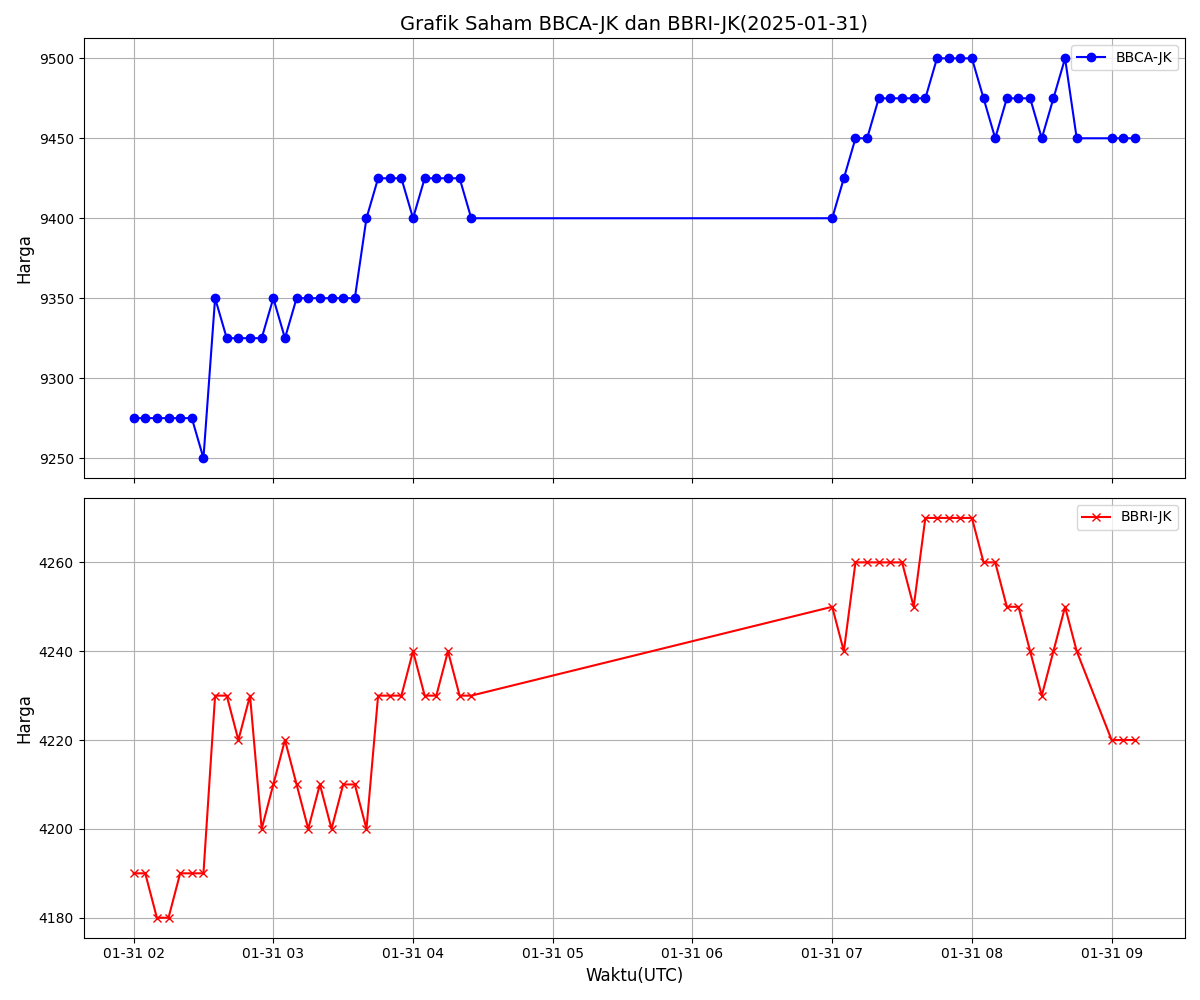 Grafik Saham BBCA-JK dan BBRI-JK(2025-01-31)
BBCA-JK
9500
9450
9400
9350
9300
9250
Harga
BBRI-JK
4260
4240
4220
4200
4180
Harga
01-31 02 01-31 03 01-31 04 01-31 05 01-31 06 01-31 07 01-31 08 01-31 09
Waktu(UTC)